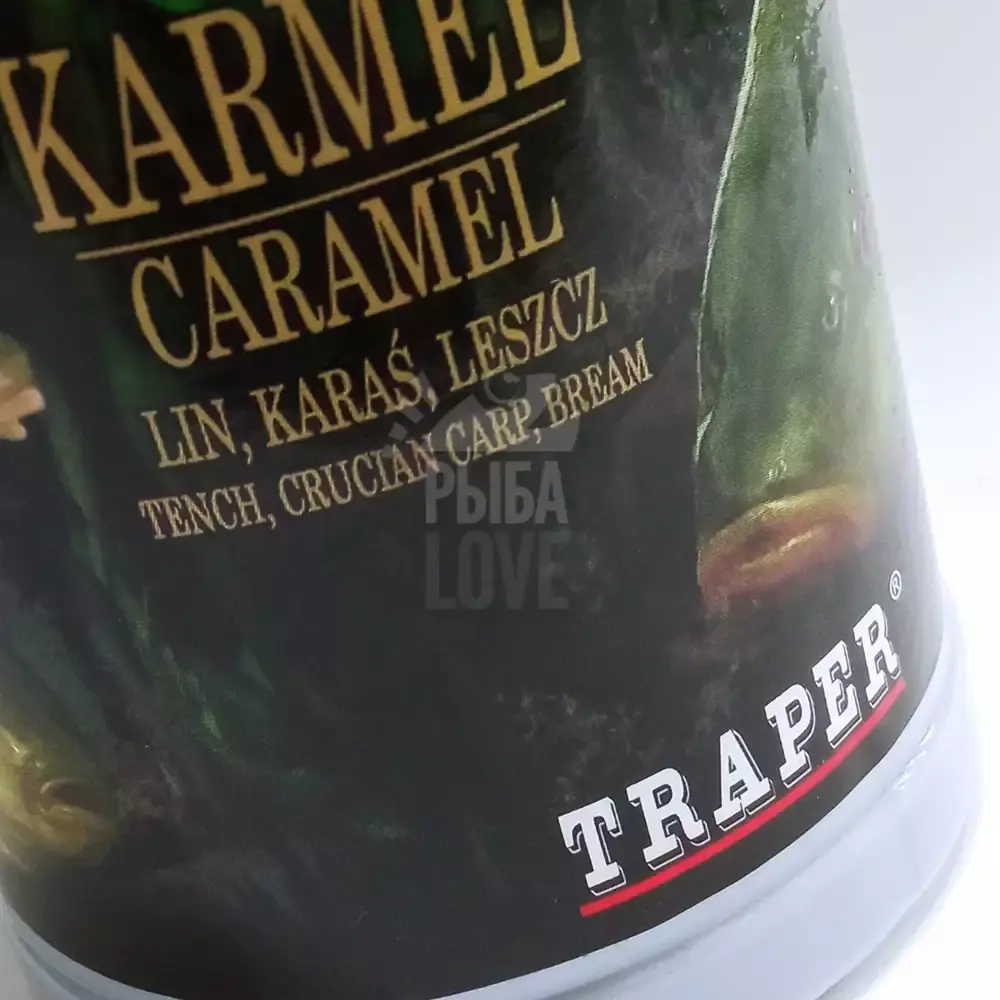 KARMEL
CARAMEL
LIN, KARAŚ, LESZCZ
TENCH, CRUCIAN CARP, BREAM
РЫБА
LOVE
TRAPER®